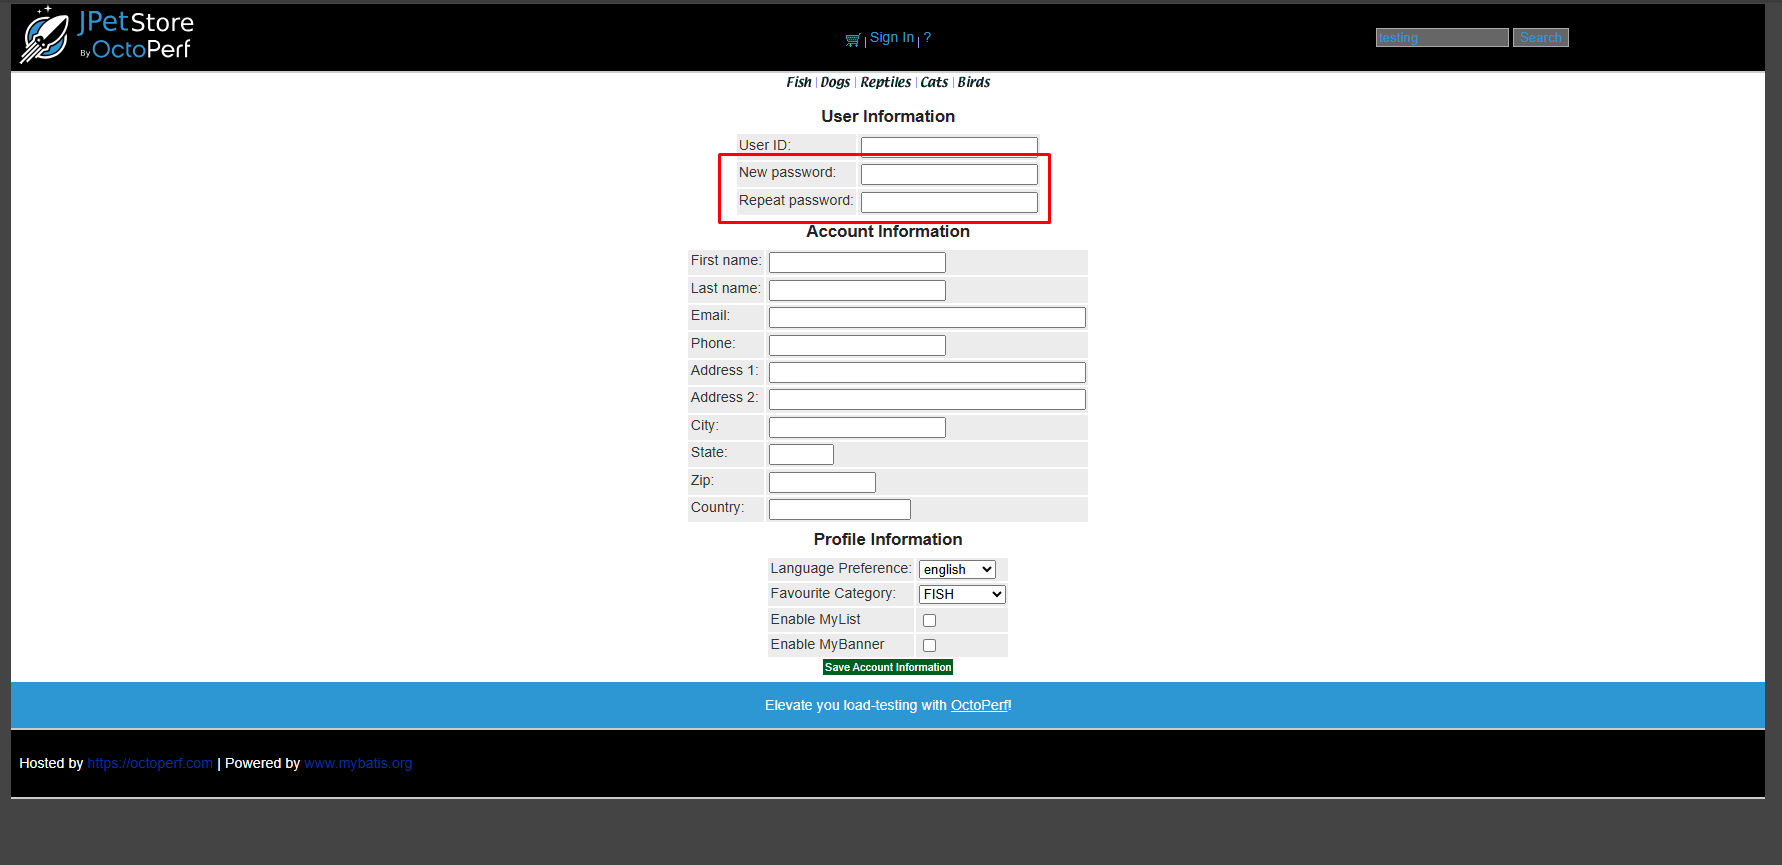 JPetStore
By OctoPerf
Sign In | ?
testing Search
Fish | Dogs | Reptiles | Cats | Birds
User Information
User ID:
New password:
Repeat password:
Account Information
First name:
Last name:
Email:
Phone:
Address 1:
Address 2:
City:
State:
Zip:
Country:
Profile Information
Language Preference: english
Favourite Category: FISH
Enable MyList
Enable MyBanner
Save Account Information
Elevate you load-testing with OctoPerf!
Hosted by https://octoperf.com | Powered by www.mybatis.org